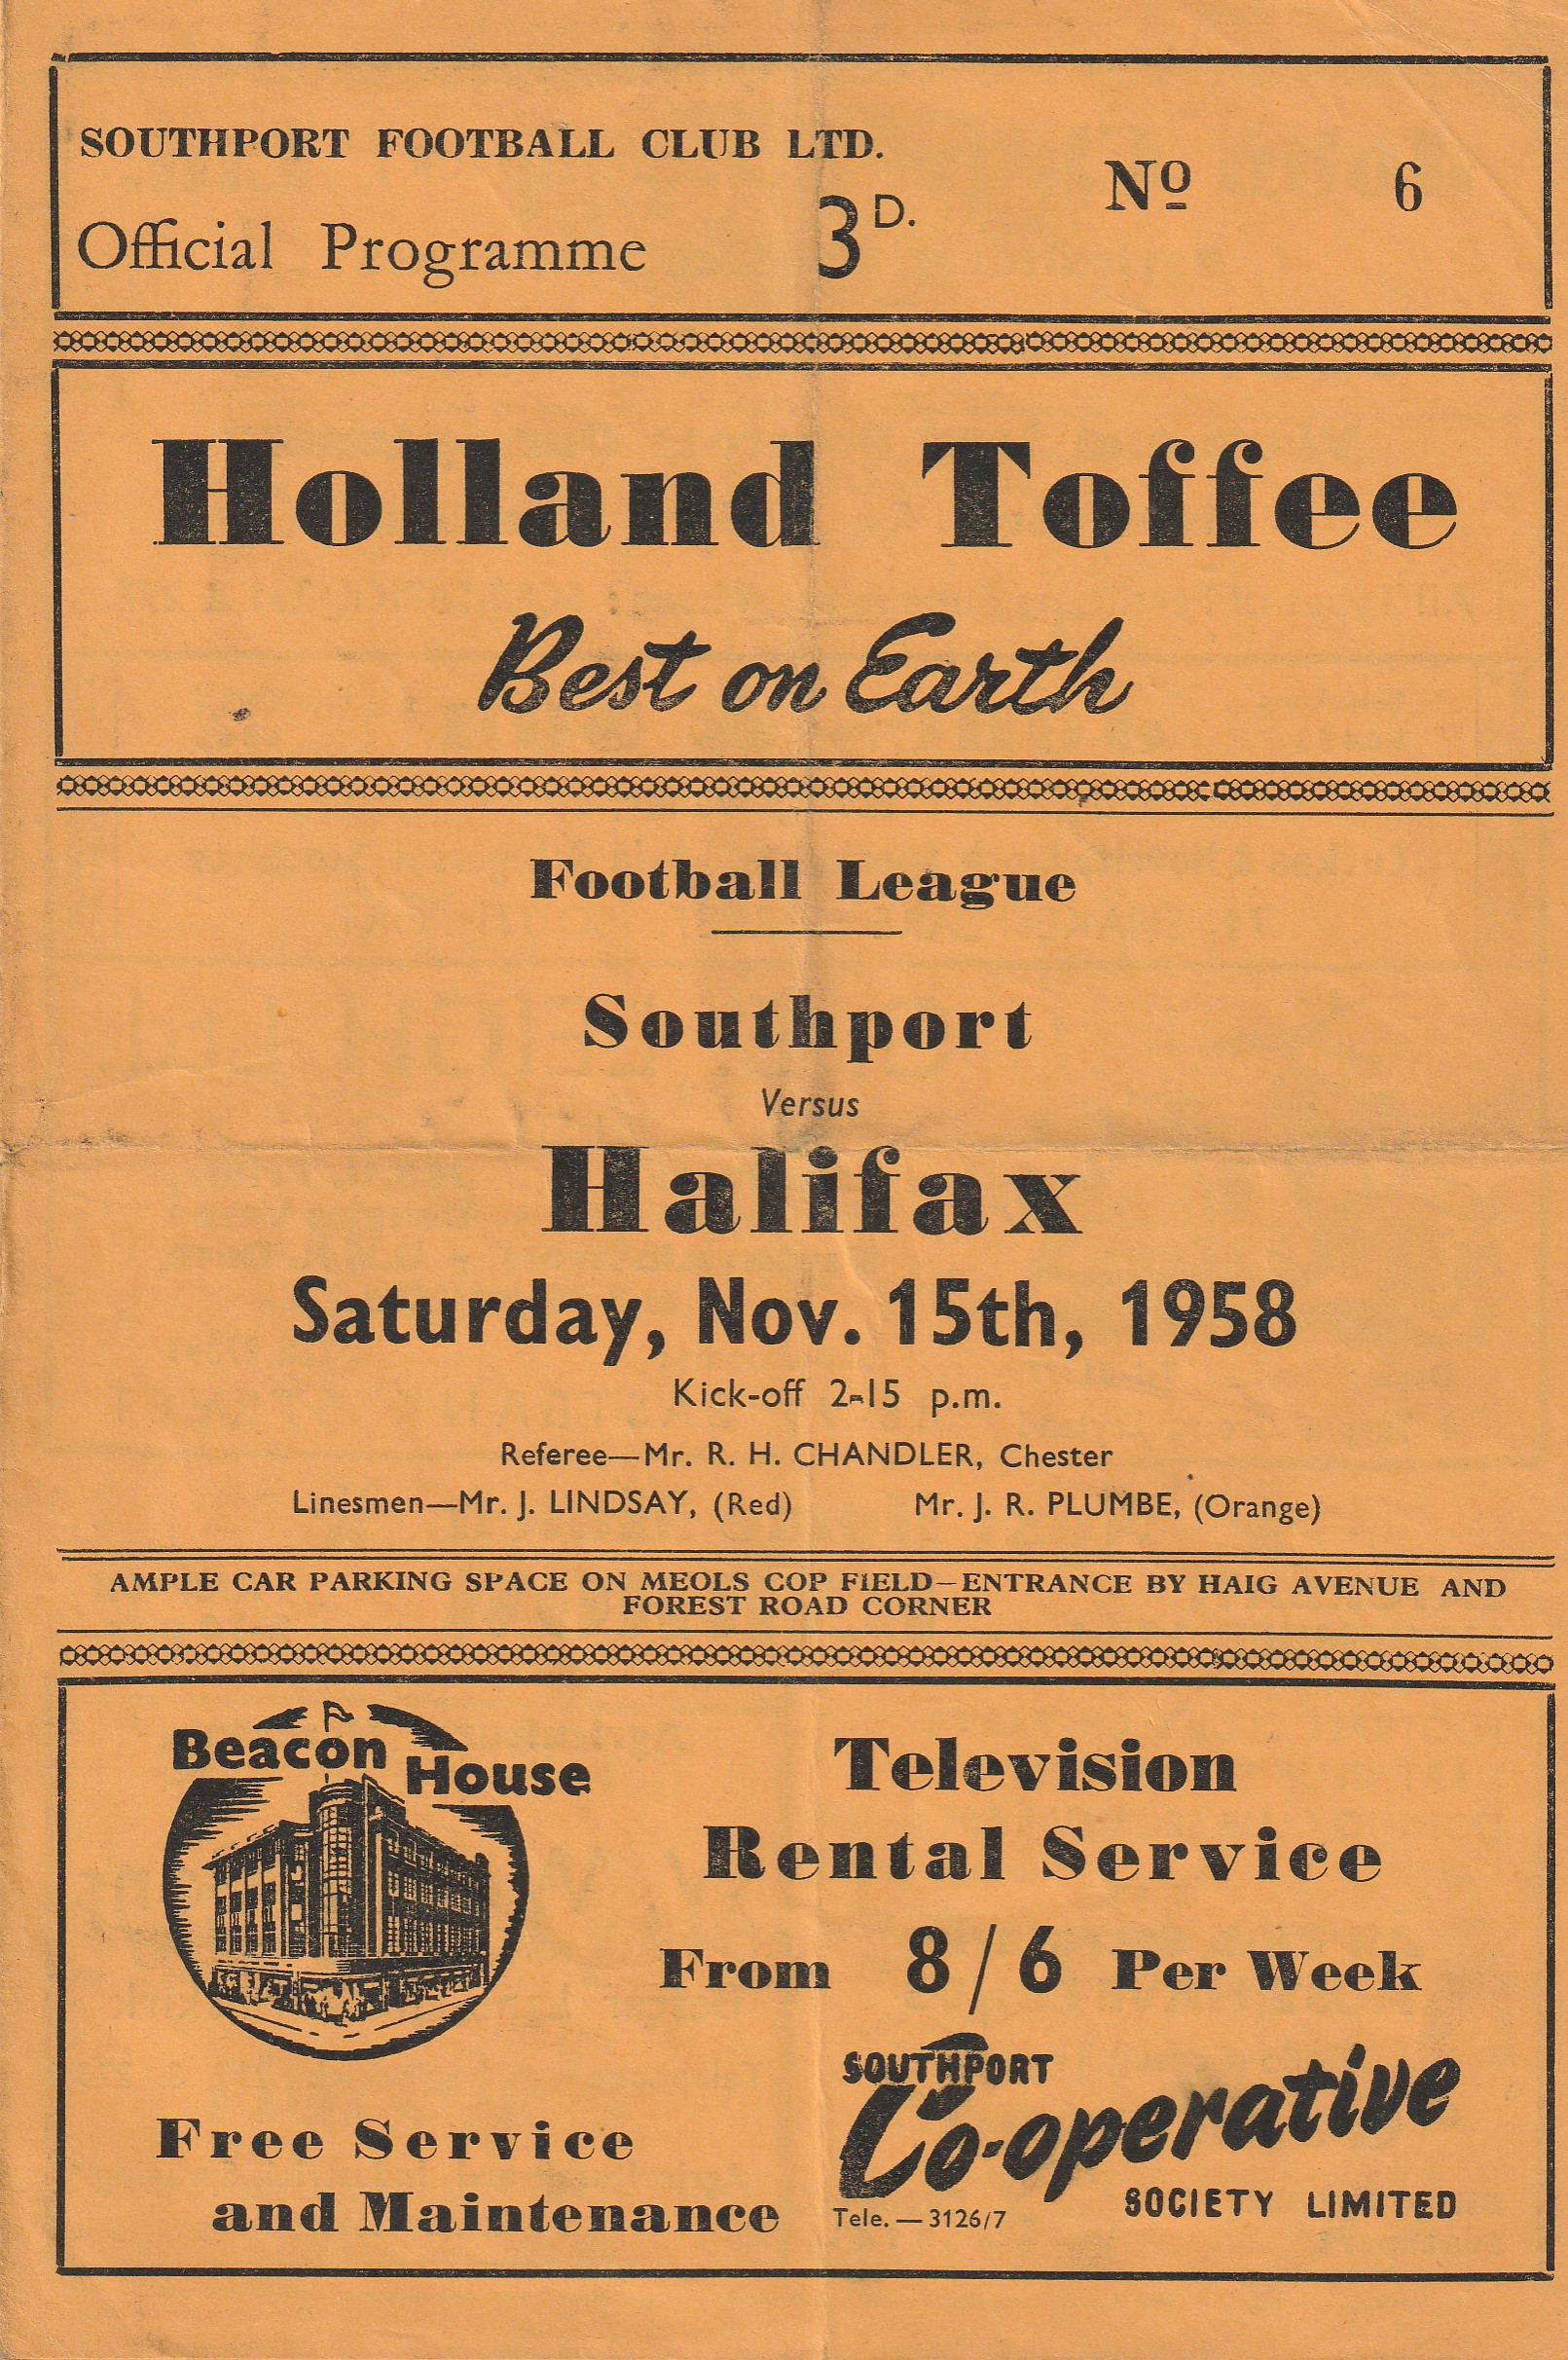 SOUTHPORT FOOTBALL CLUB LTD.
Official Programme 3D.
No 6
Holland Toffee
Best on Earth
Football League
Southport
Versus
Halifax
Saturday, Nov. 15th, 1958
Kick-off 2-15 p.m.
Referee—Mr. R. H. CHANDLER, Chester
Linesmen—Mr. J. LINDSAY, (Red) Mr. J. R. PLUMBE, (Orange)
AMPLE CAR PARKING SPACE ON MEOLS COP FIELD—ENTRANCE BY HAIG AVENUE AND
FOREST ROAD CORNER
Beacon House
Television
Rental Service
From 8/6 Per Week
Free Service
and Maintenance
SOUTHPORT
Co-operative
SOCIETY LIMITED
Tele. — 3126/7